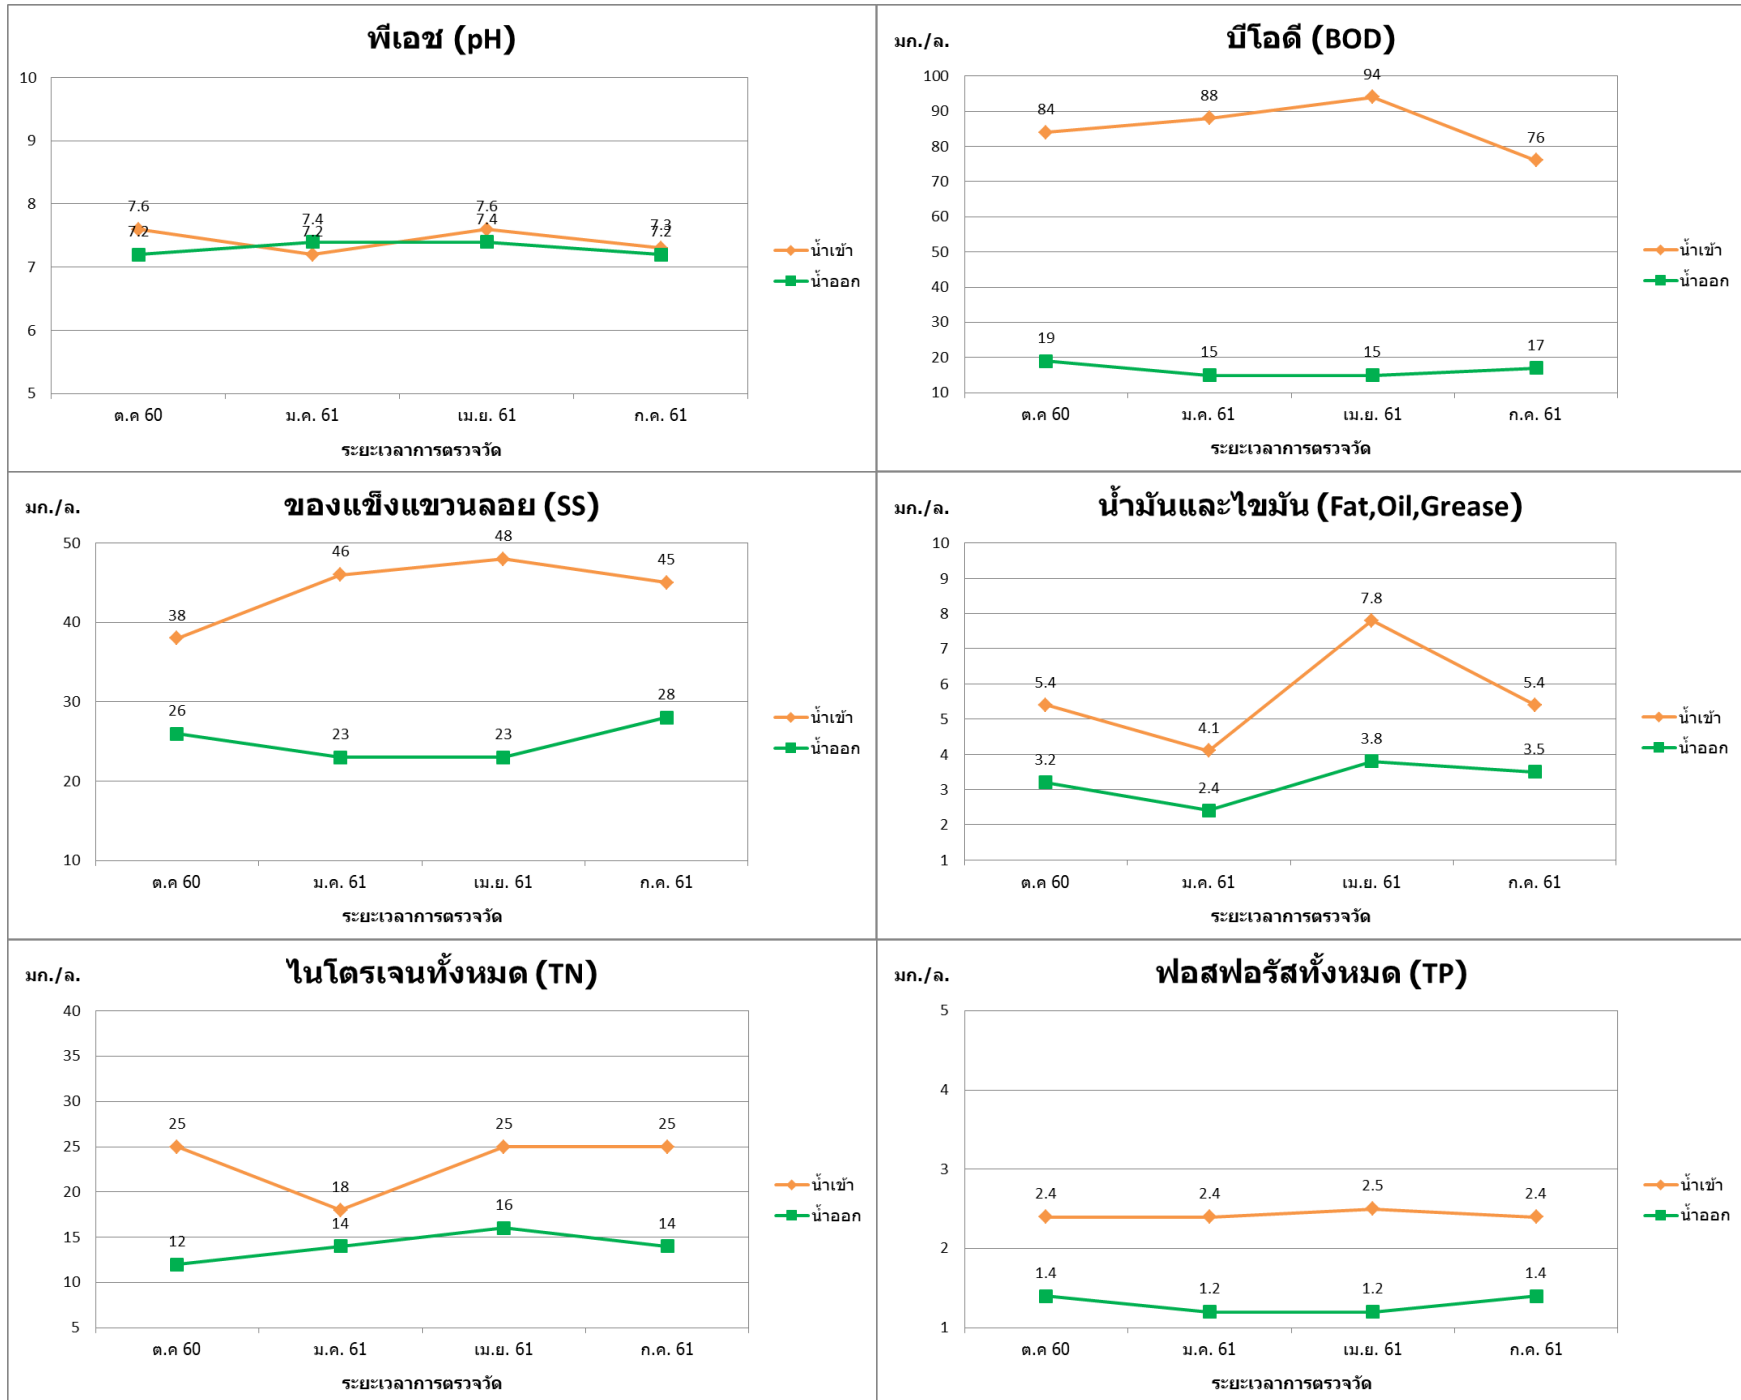 พีเอช (pH)
10
9
8
7
6
5
7.6
7.2
7.4
7.2
7.6
7.4
7.3
7.2
ต.ค 60
ม.ค. 61
เม.ย. 61
ก.ค. 61
ระยะเวลาการตรวจวัด
น้ำเข้า
น้ำออก
มก./ล.
บีโอดี (BOD)
100
90
80
70
60
50
40
30
20
10
84
88
94
76
19
15
15
17
ต.ค 60
ม.ค. 61
เม.ย. 61
ก.ค. 61
ระยะเวลาการตรวจวัด
น้ำเข้า
น้ำออก
มก./ล.
ของแข็งแขวนลอย (SS)
50
40
30
20
10
38
46
48
45
26
23
23
28
ต.ค 60
ม.ค. 61
เม.ย. 61
ก.ค. 61
ระยะเวลาการตรวจวัด
น้ำเข้า
น้ำออก
มก./ล.
น้ำมันและไขมัน (Fat,Oil,Grease)
10
9
8
7
6
5
4
3
2
1
5.4
4.1
7.8
5.4
3.2
2.4
3.8
3.5
ต.ค 60
ม.ค. 61
เม.ย. 61
ก.ค. 61
ระยะเวลาการตรวจวัด
น้ำเข้า
น้ำออก
มก./ล.
ไนโตรเจนทั้งหมด (TN)
40
35
30
25
20
15
10
5
25
18
25
25
12
14
16
14
ต.ค 60
ม.ค. 61
เม.ย. 61
ก.ค. 61
ระยะเวลาการตรวจวัด
น้ำเข้า
น้ำออก
มก./ล.
ฟอสฟอรัสทั้งหมด (TP)
5
4
3
2
1
2.4
2.4
2.5
2.4
1.4
1.2
1.2
1.4
ต.ค 60
ม.ค. 61
เม.ย. 61
ก.ค. 61
ระยะเวลาการตรวจวัด
น้ำเข้า
น้ำออก